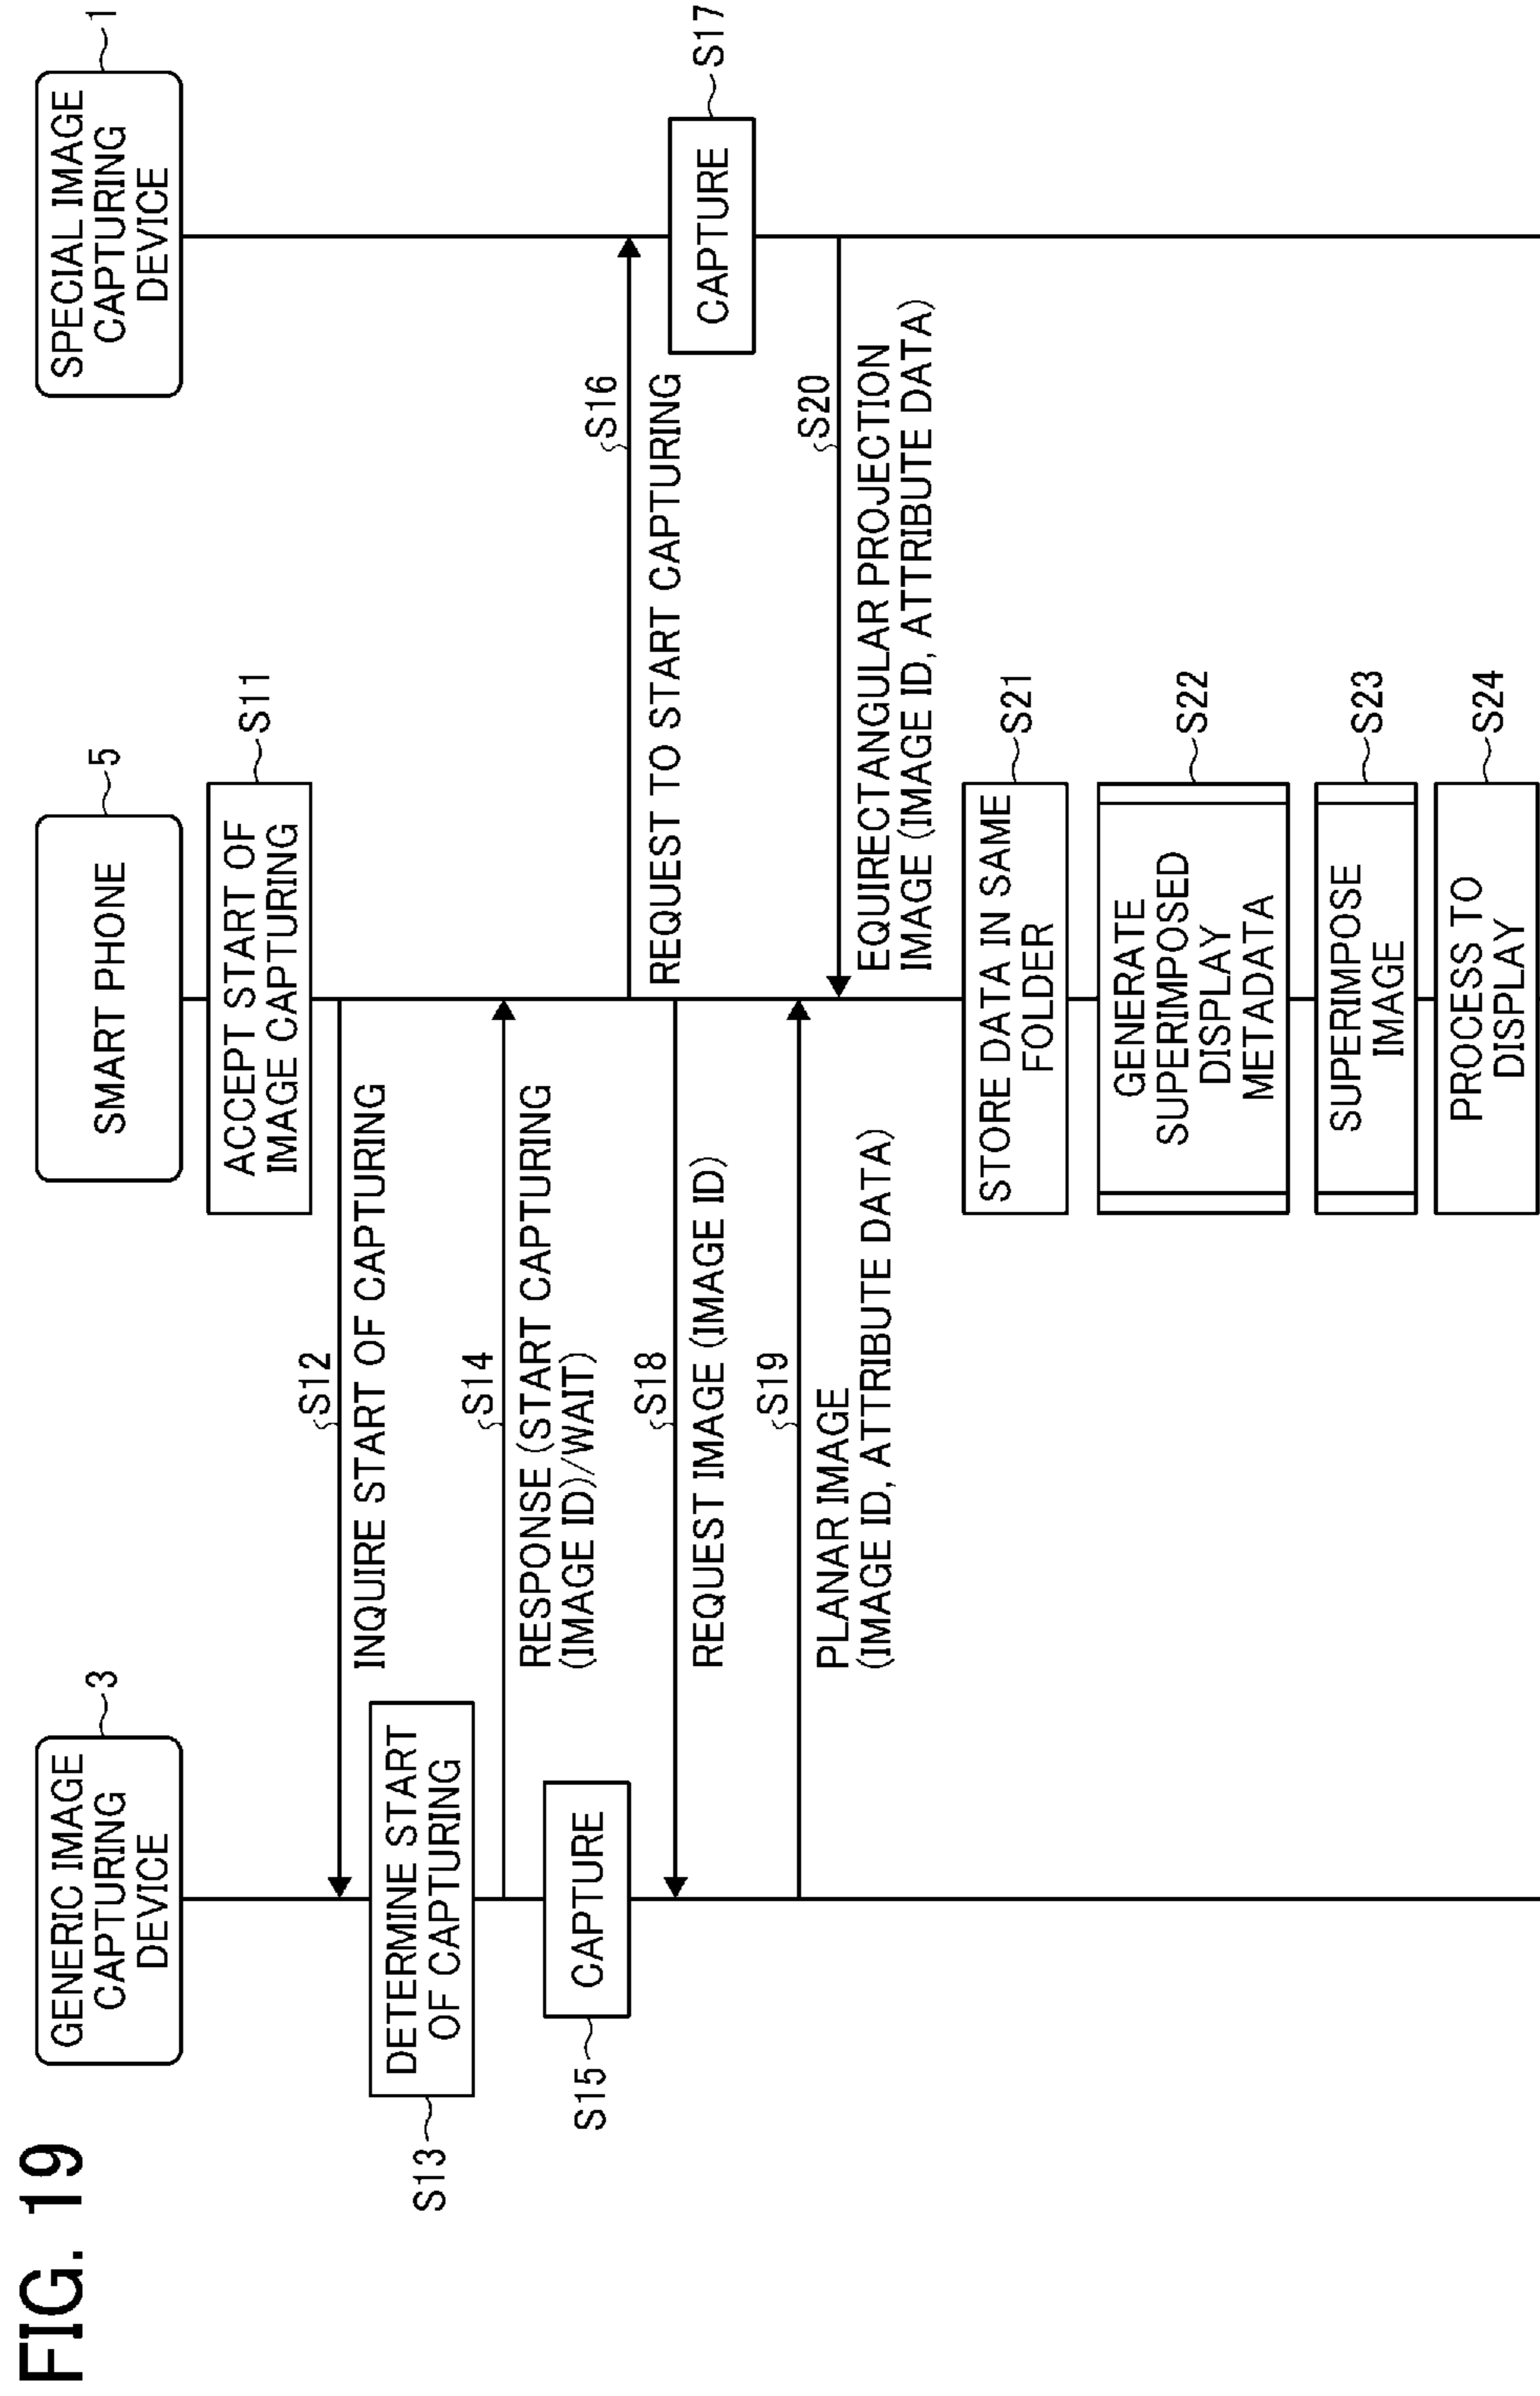 FIG. 19
GENERIC IMAGE
CAPTURING
DEVICE
3
SMART PHONE
5
SPECIAL IMAGE
CAPTURING
DEVICE
1
ACCEPT START OF
IMAGE CAPTURING
S11
S12
INQUIRE START OF CAPTURING
S13
DETERMINE START
OF CAPTURING
S14
RESPONSE (START CAPTURING
(IMAGE ID)/WAIT)
S15
CAPTURE
S16
REQUEST TO START CAPTURING
CAPTURE
S17
S18
REQUEST IMAGE (IMAGE ID)
S19
PLANAR IMAGE
(IMAGE ID, ATTRIBUTE DATA)
S20
EQUIRECTANGULAR PROJECTION
IMAGE (IMAGE ID, ATTRIBUTE DATA)
STORE DATA IN SAME
FOLDER
S21
GENERATE
SUPERIMPOSED
DISPLAY
METADATA
S22
SUPERIMPOSE
IMAGE
S23
PROCESS TO
DISPLAY
S24